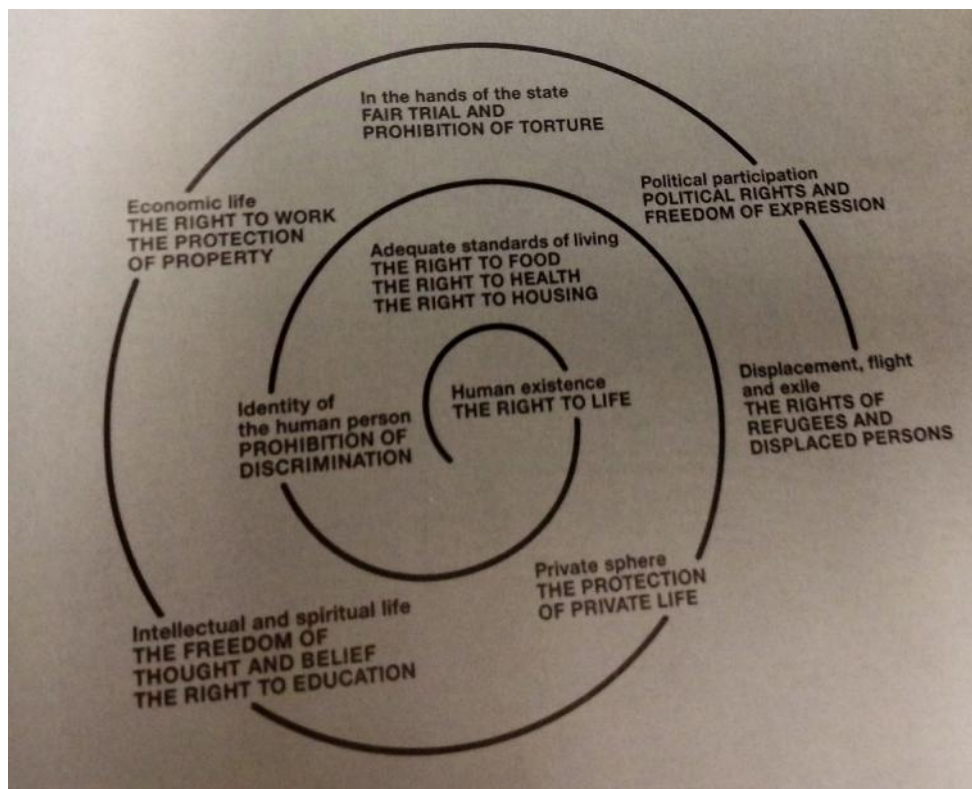 In the hands of the state
FAIR TRIAL AND
PROHIBITION OF TORTURE
Political participation
POLITICAL RIGHTS AND
FREEDOM OF EXPRESSION
Economic life
THE RIGHT TO WORK
THE PROTECTION
OF PROPERTY
Adequate standards of living
THE RIGHT TO FOOD
THE RIGHT TO HEALTH
THE RIGHT TO HOUSING
Human existence
THE RIGHT TO LIFE
Displacement, flight
and exile
THE RIGHTS OF
REFUGEES AND
DISPLACED PERSONS
Identity of
the human person
PROHIBITION OF
DISCRIMINATION
Private sphere
THE PROTECTION
OF PRIVATE LIFE
Intellectual and spiritual life
THE FREEDOM OF
THOUGHT AND BELIEF
THE RIGHT TO EDUCATION